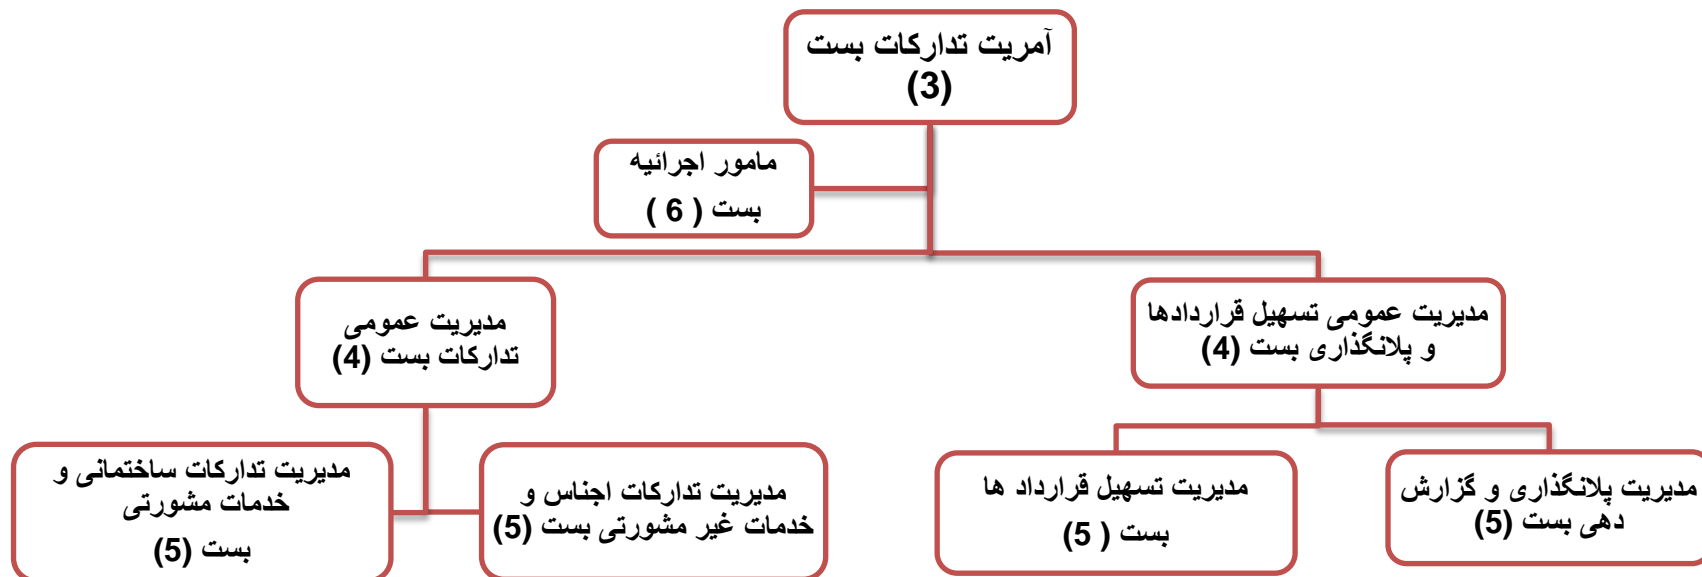 آمریت تدارکات بست
(3)
مامور اجرائیه
بست ( 6 )
مدیریت عمومی تسهیل قراردادها
و پلانگذاری بست (4)
مدیریت عمومی
تدارکات بست (4)
مدیریت پلانگذاری و گزارش
دهی بست (5)
مدیریت تسهیل قرارداد ها
بست ( 5)
مدیریت تدارکات اجناس و
خدمات غیر مشورتی بست (5)
مدیریت تدارکات ساختمانی و
خدمات مشورتی
بست (5)